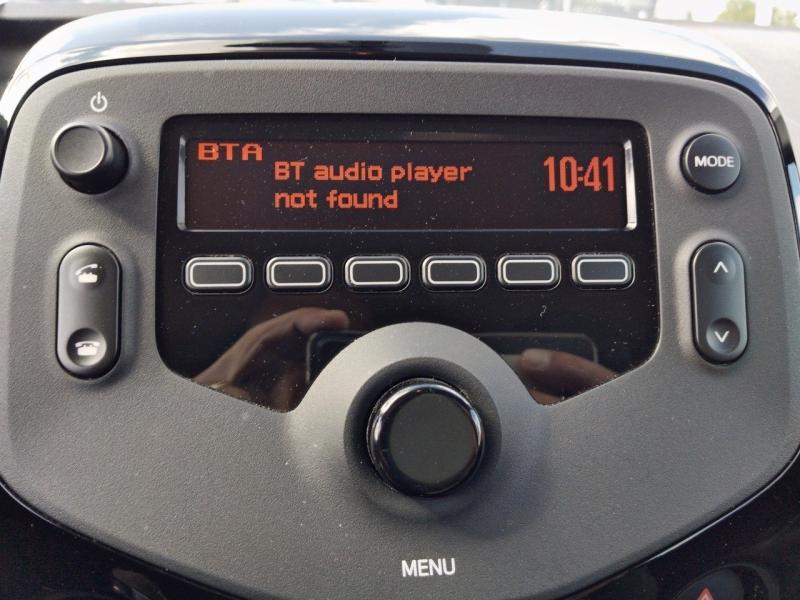 BTA
BT audio player
not found
10:41
MODE
MENU